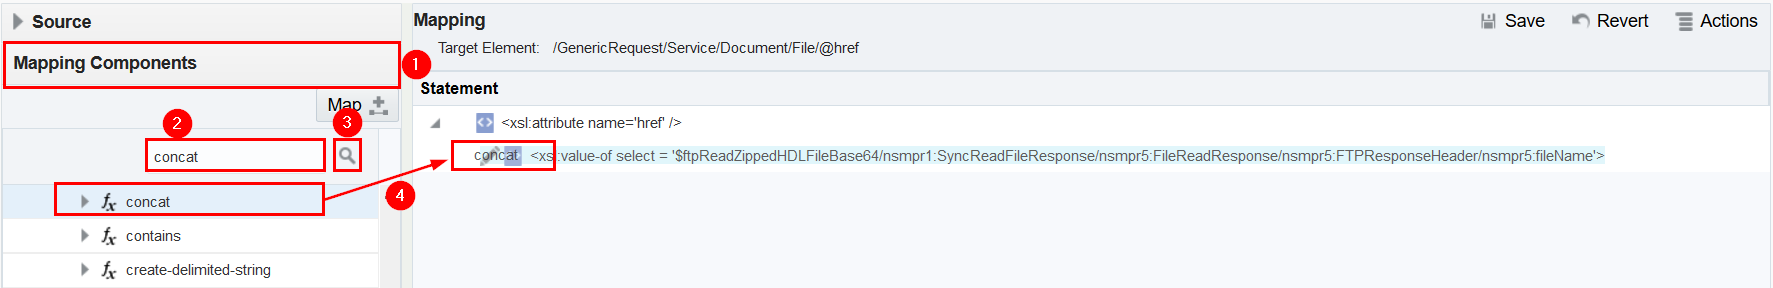 Source
Mapping Components
1
Map
2
3
concat
concat
contains
create-delimited-string
Mapping
Save
Revert
Actions
Target Element: /GenericRequest/Service/Document/File/@href
Statement
<xsl:attribute name='href' />
concat <xsl:value-of select = '$ftpReadZippedHDLFileBase64/nsmpr1:SyncReadFileResponse/nsmpr5:FileReadResponse/nsmpr5:FTPResponseHeader/nsmpr5:fileName'>
4